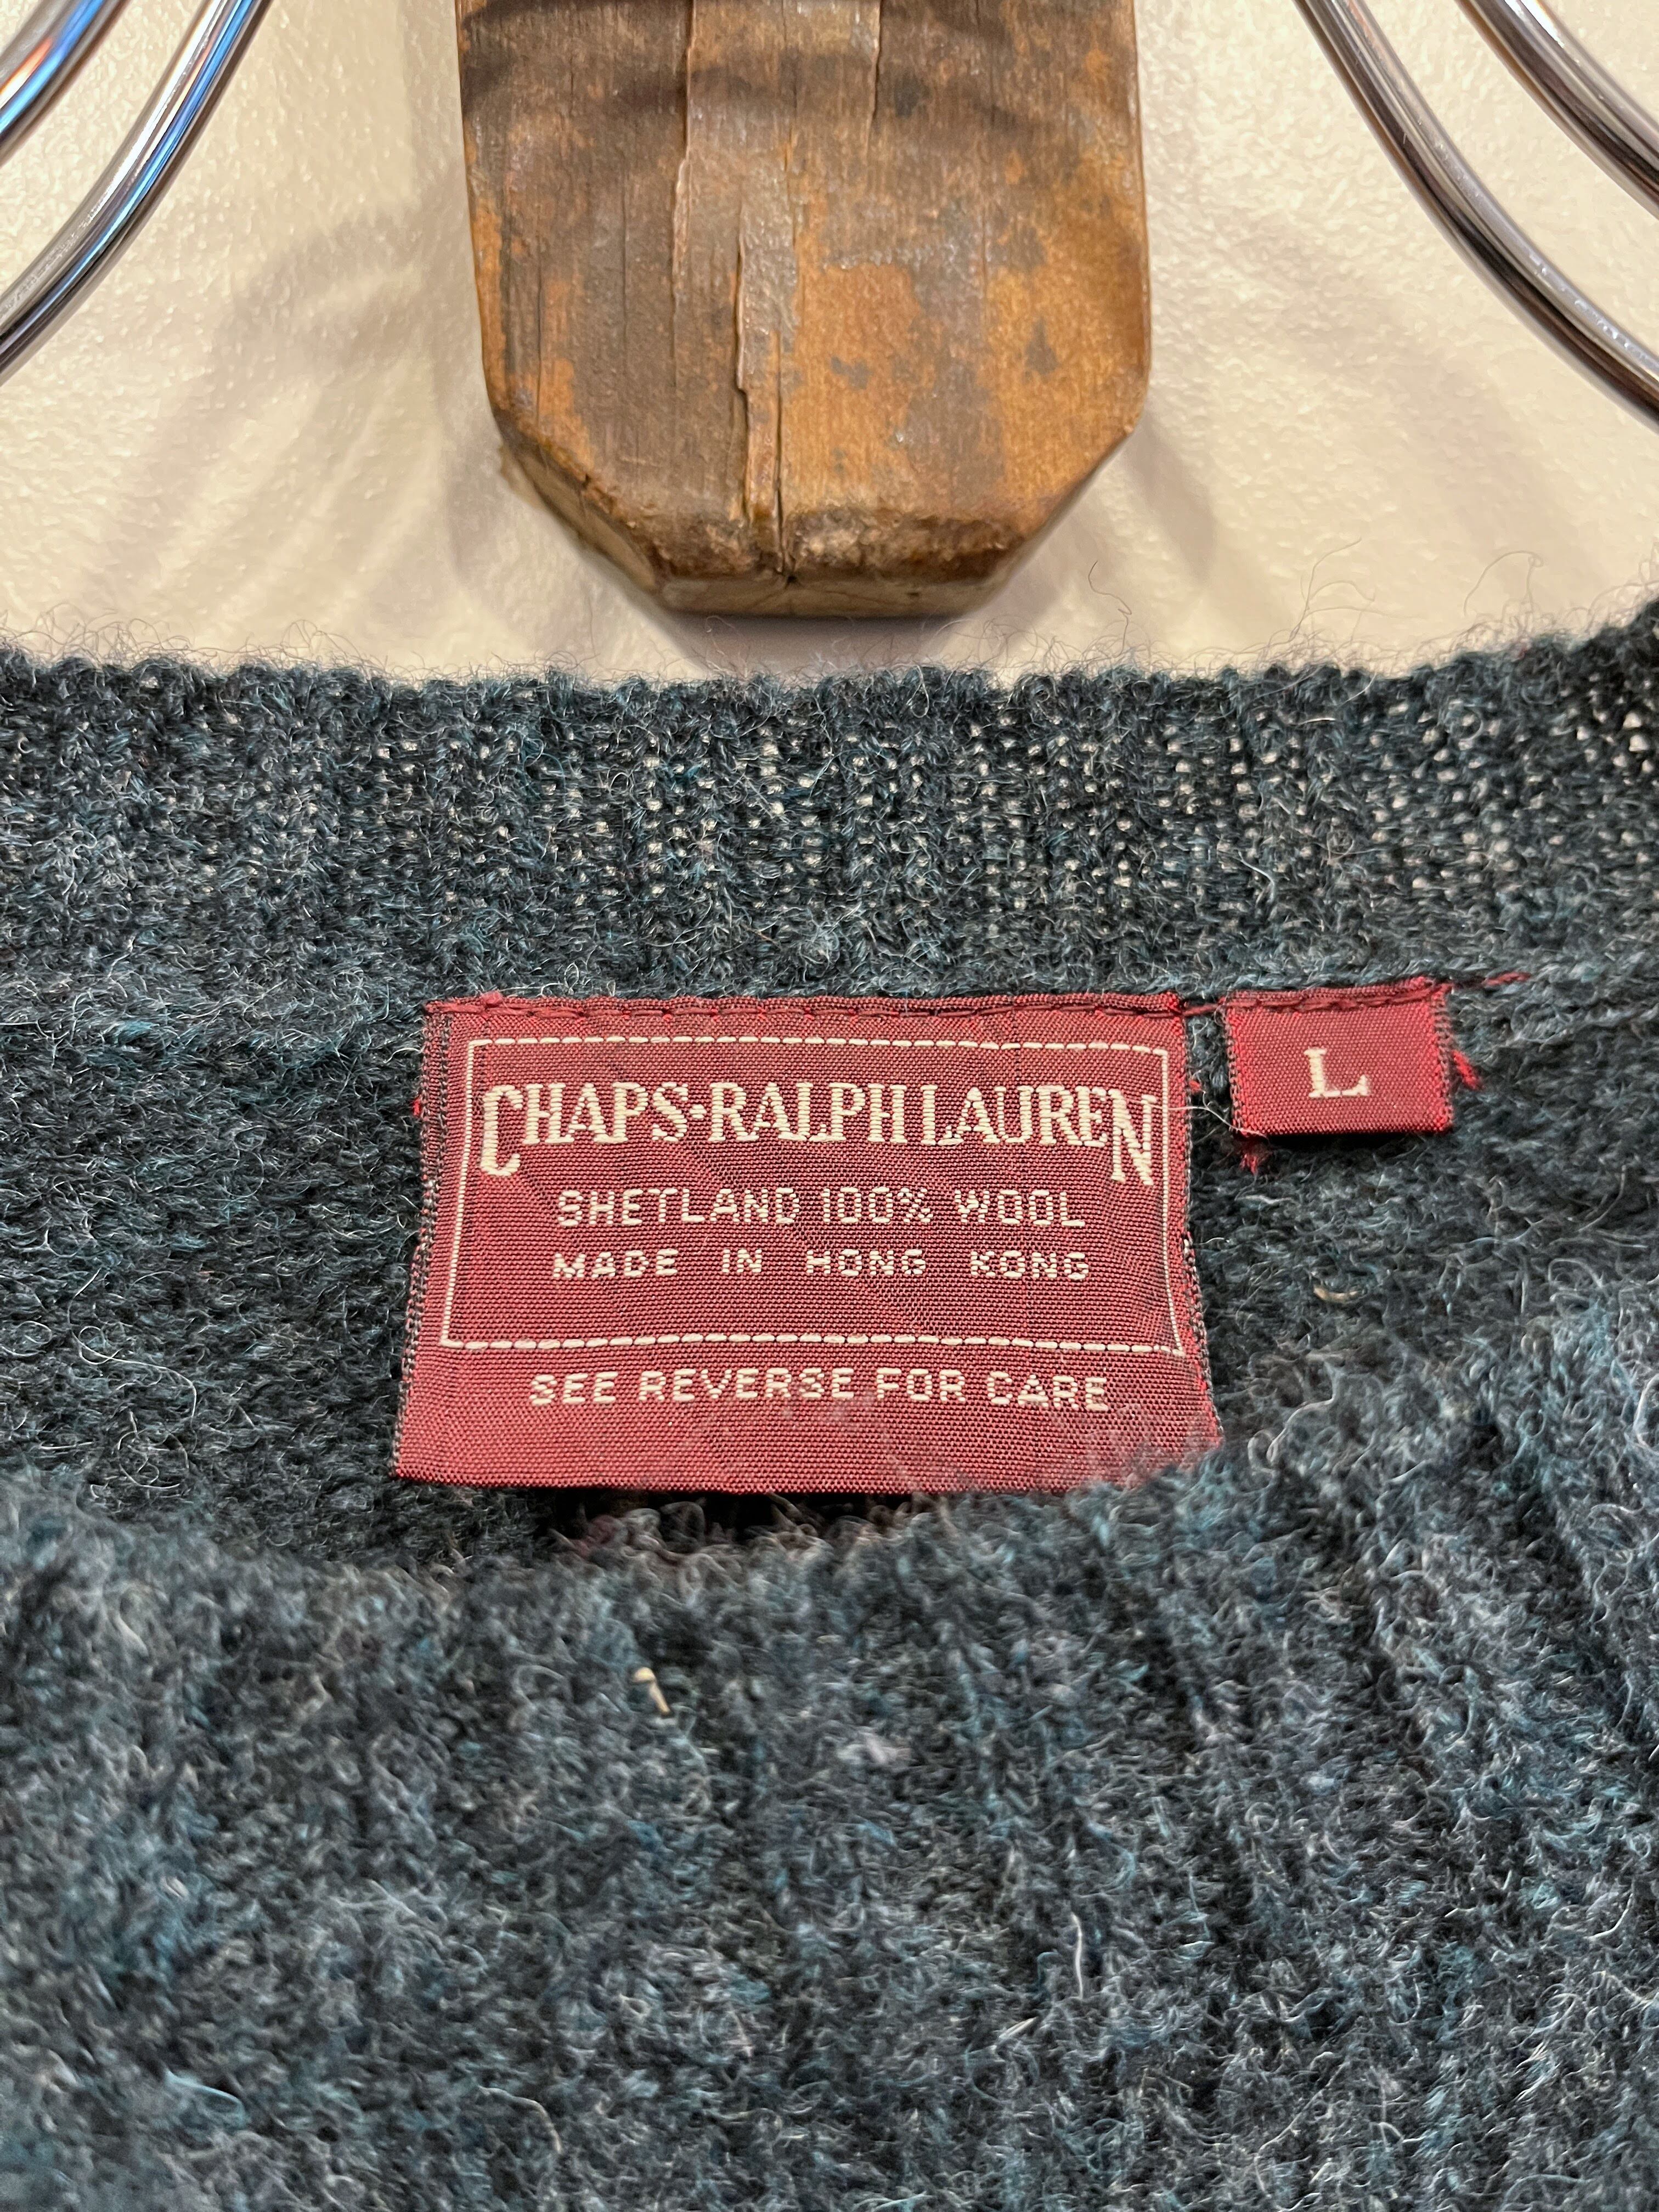 CHAPS·RALPH LAUREN
L
SHETLAND 100% WOOL
MADE IN HONG KONG
SEE REVERSE FOR CARE